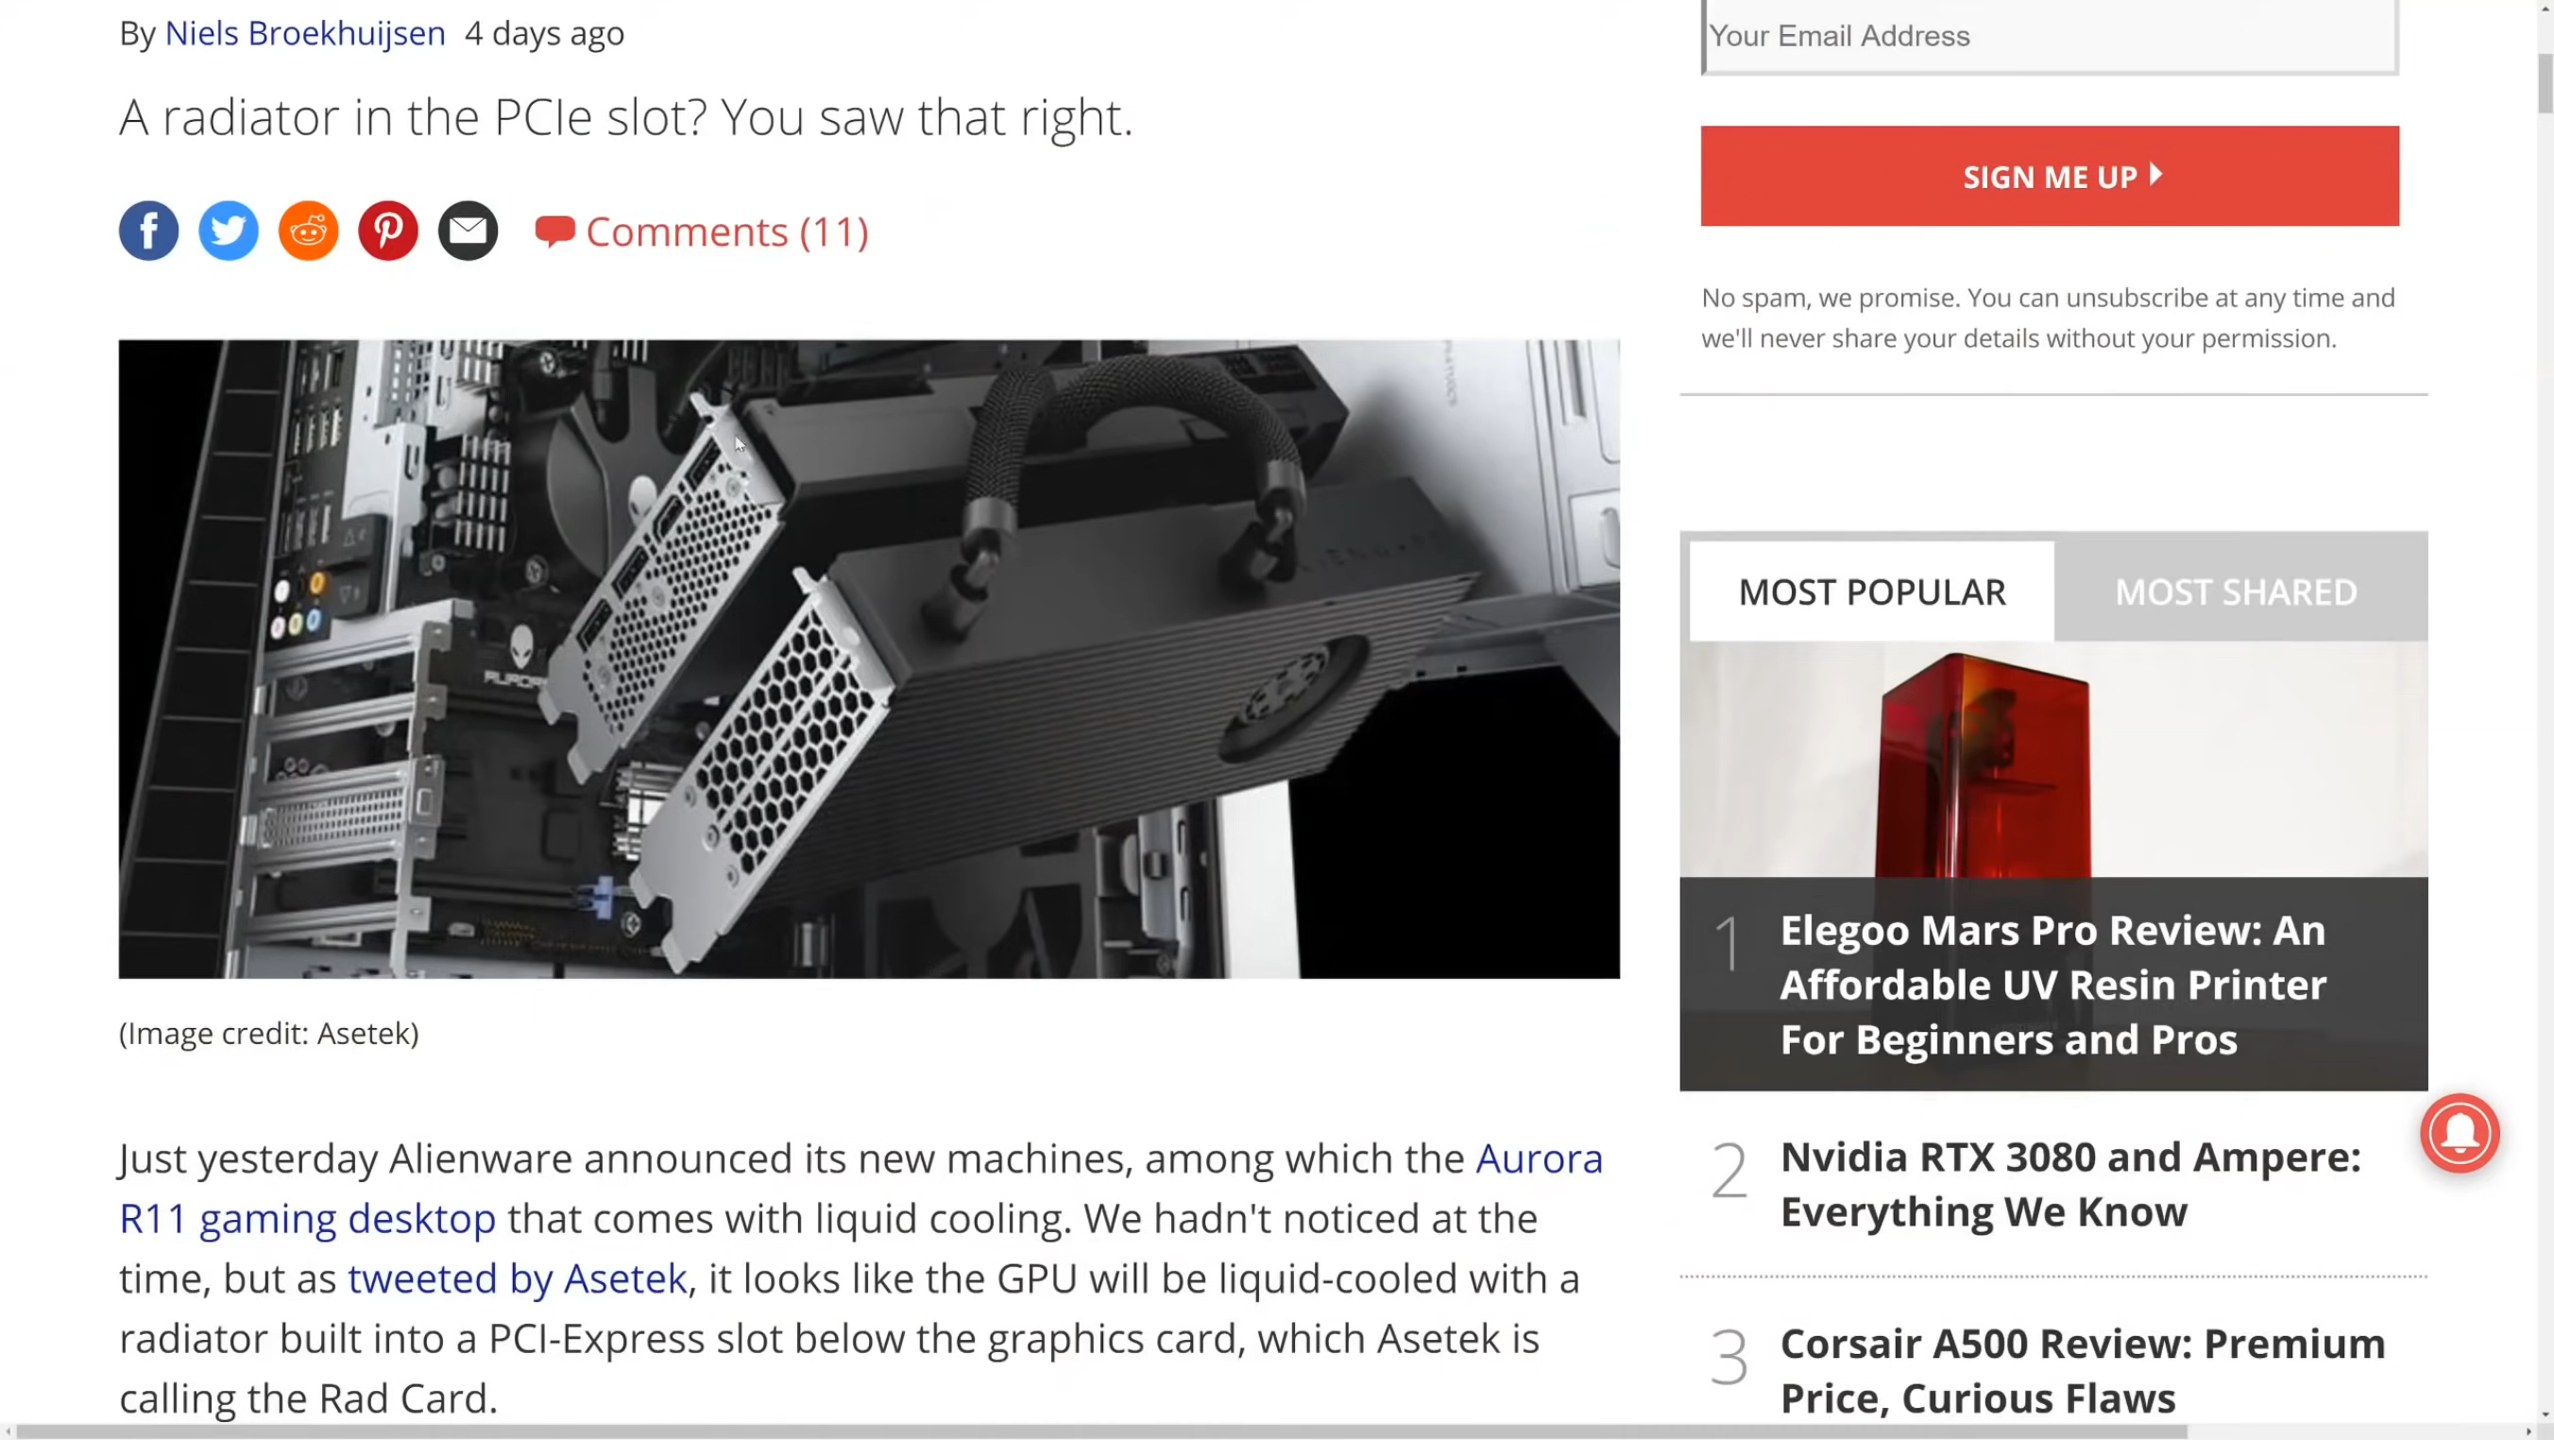 By Niels Broekhuijsen 4 days ago
A radiator in the PCIe slot? You saw that right.
Comments (11)
(Image credit: Asetek)
Just yesterday Alienware announced its new machines, among which the Aurora
R11 gaming desktop that comes with liquid cooling. We hadn't noticed at the
time, but as tweeted by Asetek, it looks like the GPU will be liquid-cooled with a
radiator built into a PCI-Express slot below the graphics card, which Asetek is
calling the Rad Card.
Your Email Address
SIGN ME UP
No spam, we promise. You can unsubscribe at any time and
we'll never share your details without your permission.
MOST POPULAR
MOST SHARED
1
Elegoo Mars Pro Review: An
Affordable UV Resin Printer
For Beginners and Pros
2
Nvidia RTX 3080 and Ampere:
Everything We Know
3
Corsair A500 Review: Premium
Price, Curious Flaws